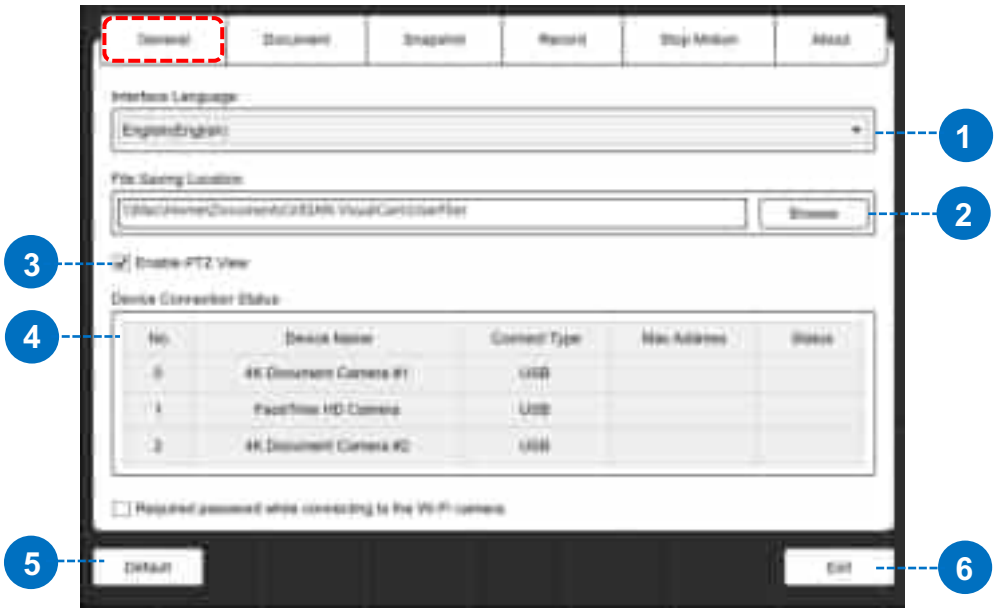 General Document Snapshot Record Stop Motion About
Interface Language
English(English)
1
File Saving Location
Browse
2
3
Enable PTZ View
Device Connection Status
4
No. Device Name Connect Type Mac Address Status
0 4K Document Camera #1 USB
1 FaceTime HD Camera USB
2 4K Document Camera #2 USB
Required password while connecting to the Wi-Fi camera
5
Default
Exit
6